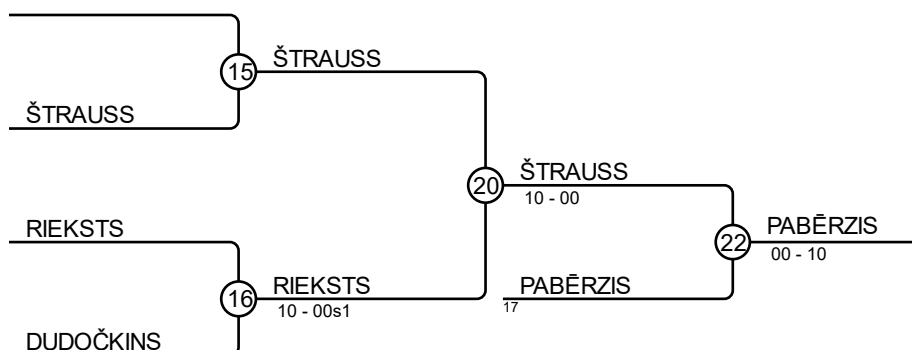 15
ŠTRAUSS
ŠTRAUSS
20
ŠTRAUSS
10 - 00
RIEKSTS
22
PABĒRZIS
00 - 10
16
RIEKSTS
10 - 00s1
17
PABĒRZIS
DUDOČKINS